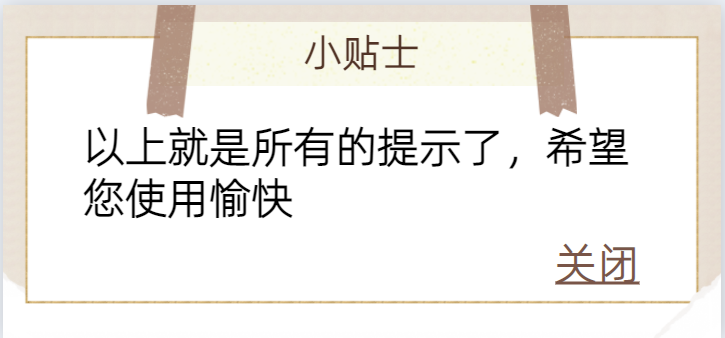 小贴士
以上就是所有的提示了，希望
您使用愉快
关闭